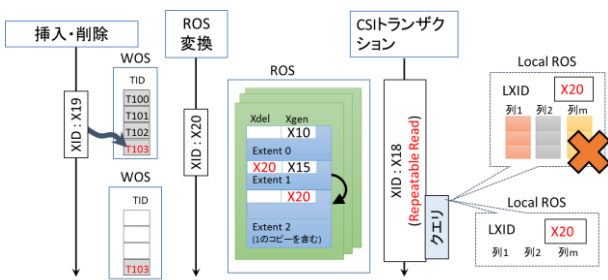 挿入・削除
XID : X19
WOS
TID
T100
T101
T102
T103
WOS
TID
T103
ROS
変換
XID : X20
ROS
Xdel Xgen
X10
Extent 0
X20 X15
Extent 1
X20
Extent 2
(1のコピーを含む)
CSIトランザク
ション
XID : X18
(Repeatable Read)
クエリ
Local ROS
LXID X20
列1 列2 列m
Local ROS
LXID X20
列1 列2 列m